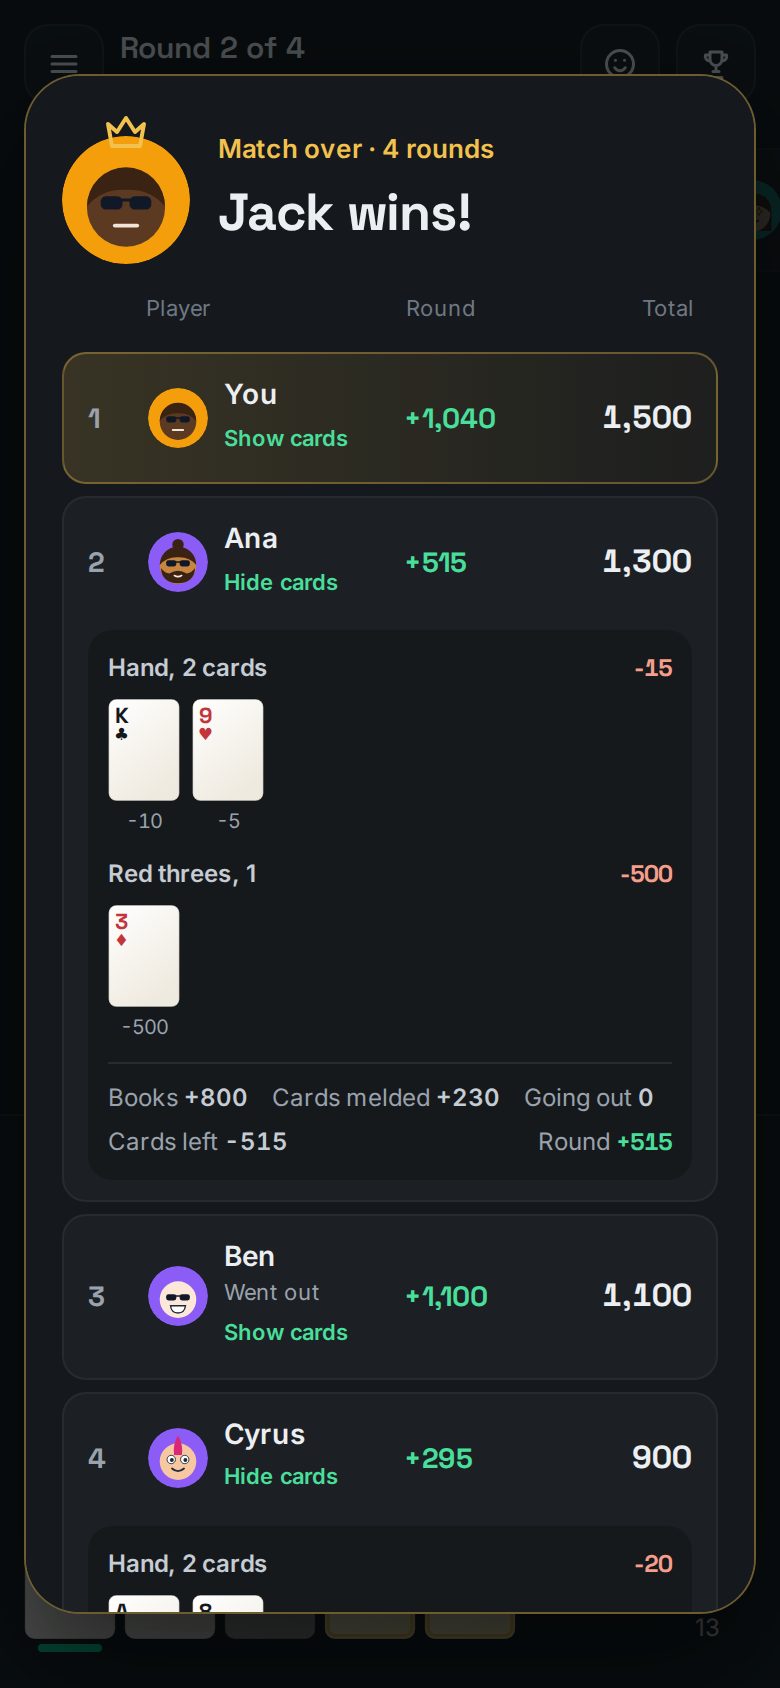 Round 2 of 4
Match over · 4 rounds
Jack wins!
Player Round Total
1 You +1,040 1,500
Show cards
2 Ana +515 1,300
Hide cards
Hand, 2 cards -15
K♣ 9♥
-10 -5
Red threes, 1 -500
3♦
-500
Books +800 Cards melded +230 Going out 0
Cards left -515 Round +515
3 Ben +1,100 1,100
Went out
Show cards
4 Cyrus +295 900
Hide cards
Hand, 2 cards -20
A 8
13